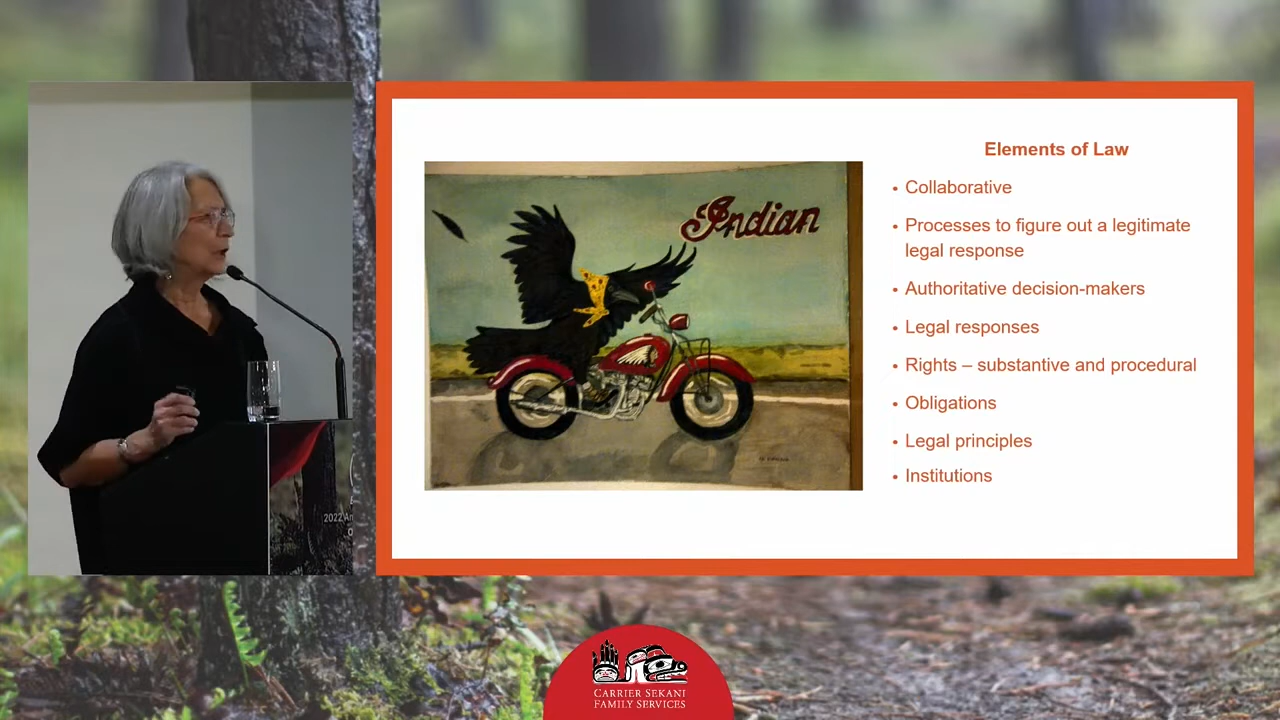 Elements of Law
• Collaborative
• Processes to figure out a legitimate
legal response
• Authoritative decision-makers
• Legal responses
• Rights – substantive and procedural
• Obligations
• Legal principles
• Institutions
Indian
2022
CARRIER SEKANI
FAMILY SERVICES